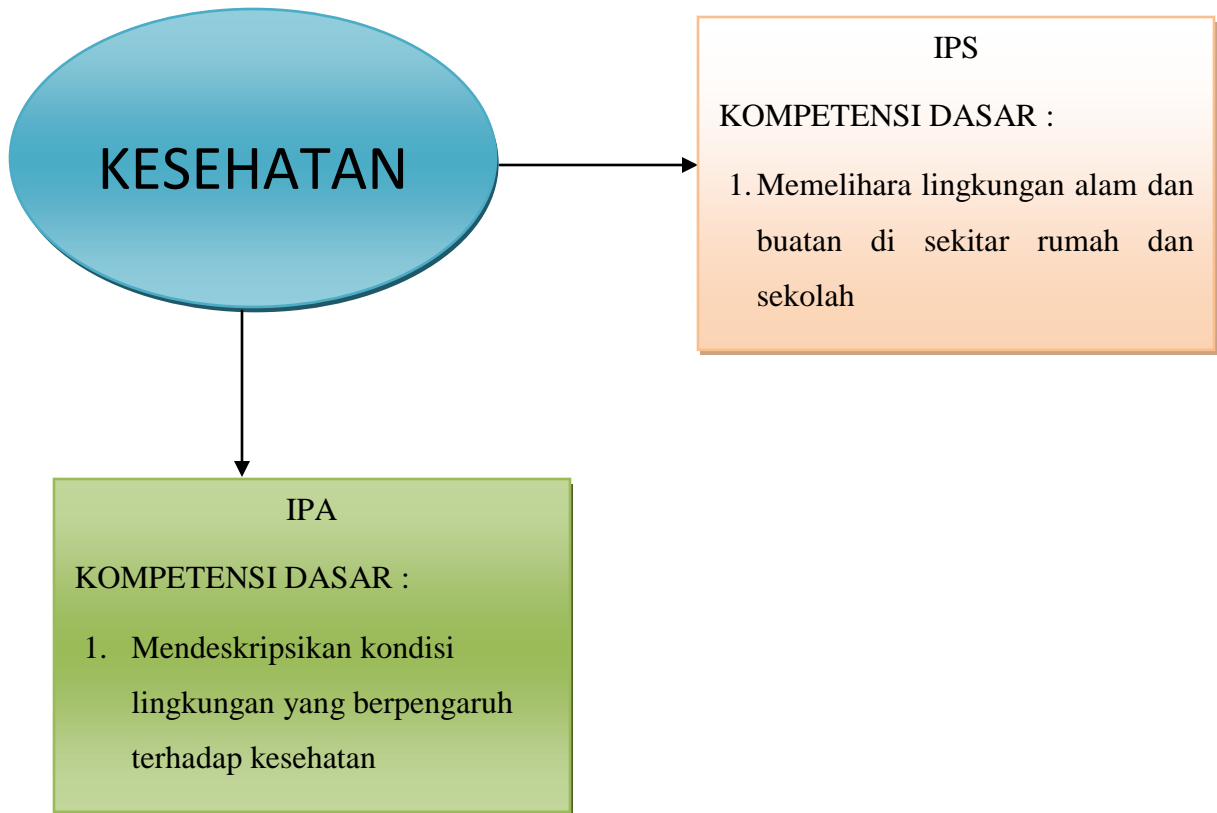 KESEHATAN
IPS
KOMPETENSI DASAR :
1. Memelihara lingkungan alam dan
buatan di sekitar rumah dan
sekolah
IPA
KOMPETENSI DASAR :
1. Mendeskripsikan kondisi
lingkungan yang berpengaruh
terhadap kesehatan